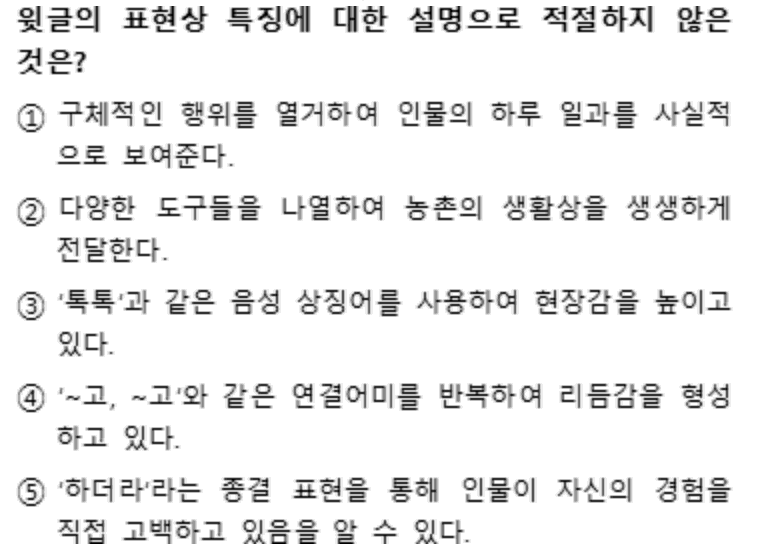 윗글의 표현상 특징에 대한 설명으로 적절하지 않은
것은?
① 구체적인 행위를 열거하여 인물의 하루 일과를 사실적
으로 보여준다.
② 다양한 도구들을 나열하여 농촌의 생활상을 생생하게
전달한다.
③ '톡톡'과 같은 음성 상징어를 사용하여 현장감을 높이고
있다.
④ '~고, ~고'와 같은 연결어미를 반복하여 리듬감을 형성
하고 있다.
⑤ '하더라'라는 종결 표현을 통해 인물이 자신의 경험을
직접 고백하고 있음을 알 수 있다.